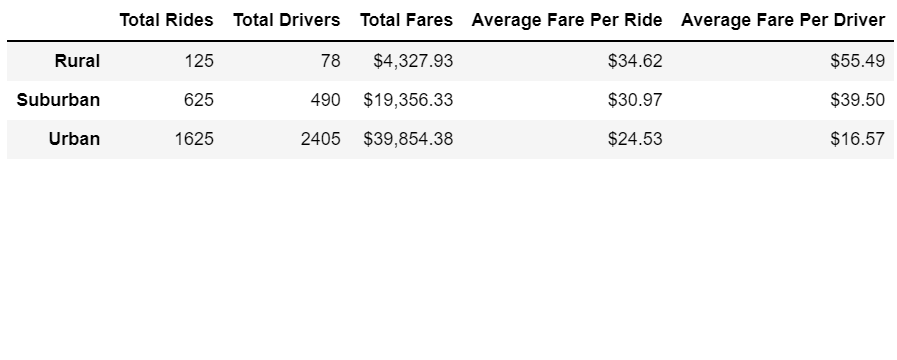 Total Rides Total Drivers Total Fares Average Fare Per Ride Average Fare Per Driver
Rural 125 78 $4,327.93 $34.62 $55.49
Suburban 625 490 $19,356.33 $30.97 $39.50
Urban 1625 2405 $39,854.38 $24.53 $16.57